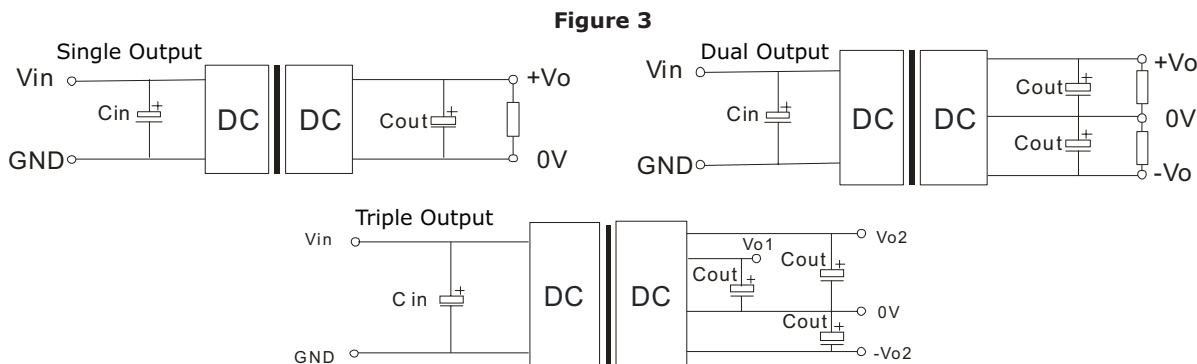 Figure 3
Single Output
Vin
Cin
+
DC
DC
Cout
+
+Vo
GND
0V
Dual Output
Vin
Cin
+
DC
DC
Cout
+
Cout
+
+Vo
0V
-Vo
GND
Triple Output
Vin
C in
+
GND
DC
DC
Vo1
Cout
+
Cout
+
Cout
+
Vo2
0V
-Vo2